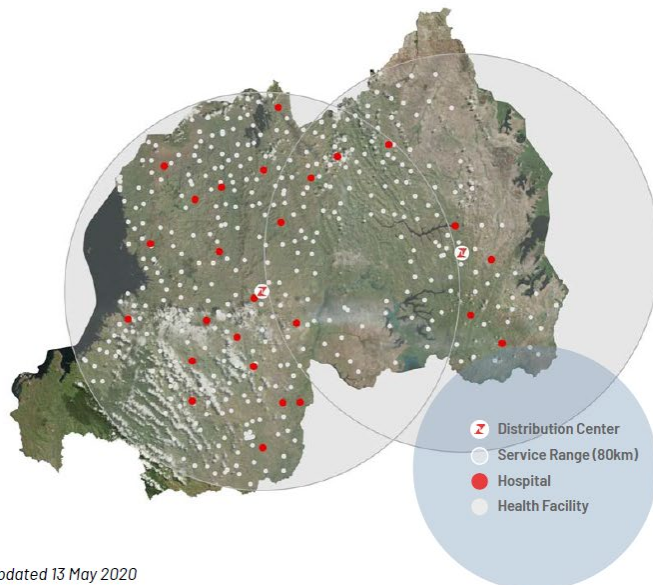 Distribution Center
Service Range (80km)
Hospital
Health Facility
pdated 13 May 2020